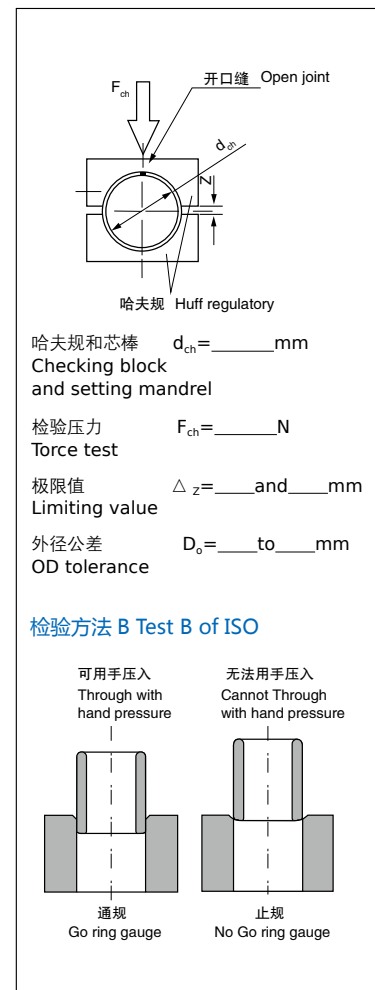 开口缝 Open joint
F_ch
d_ch
Z
哈夫规 Huff regulatory
哈夫规和芯棒 d_ch=______mm
Checking block
and setting mandrel
检验压力 F_ch=______N
Torce test
极限值 △ Z=____and____mm
Limiting value
外径公差 D_o=____to____mm
OD tolerance
检验方法 B Test B of ISO
可用手压入
Through with
hand pressure
无法用手压入
Cannot Through
with hand pressure
通规
Go ring gauge
止规
No Go ring gauge